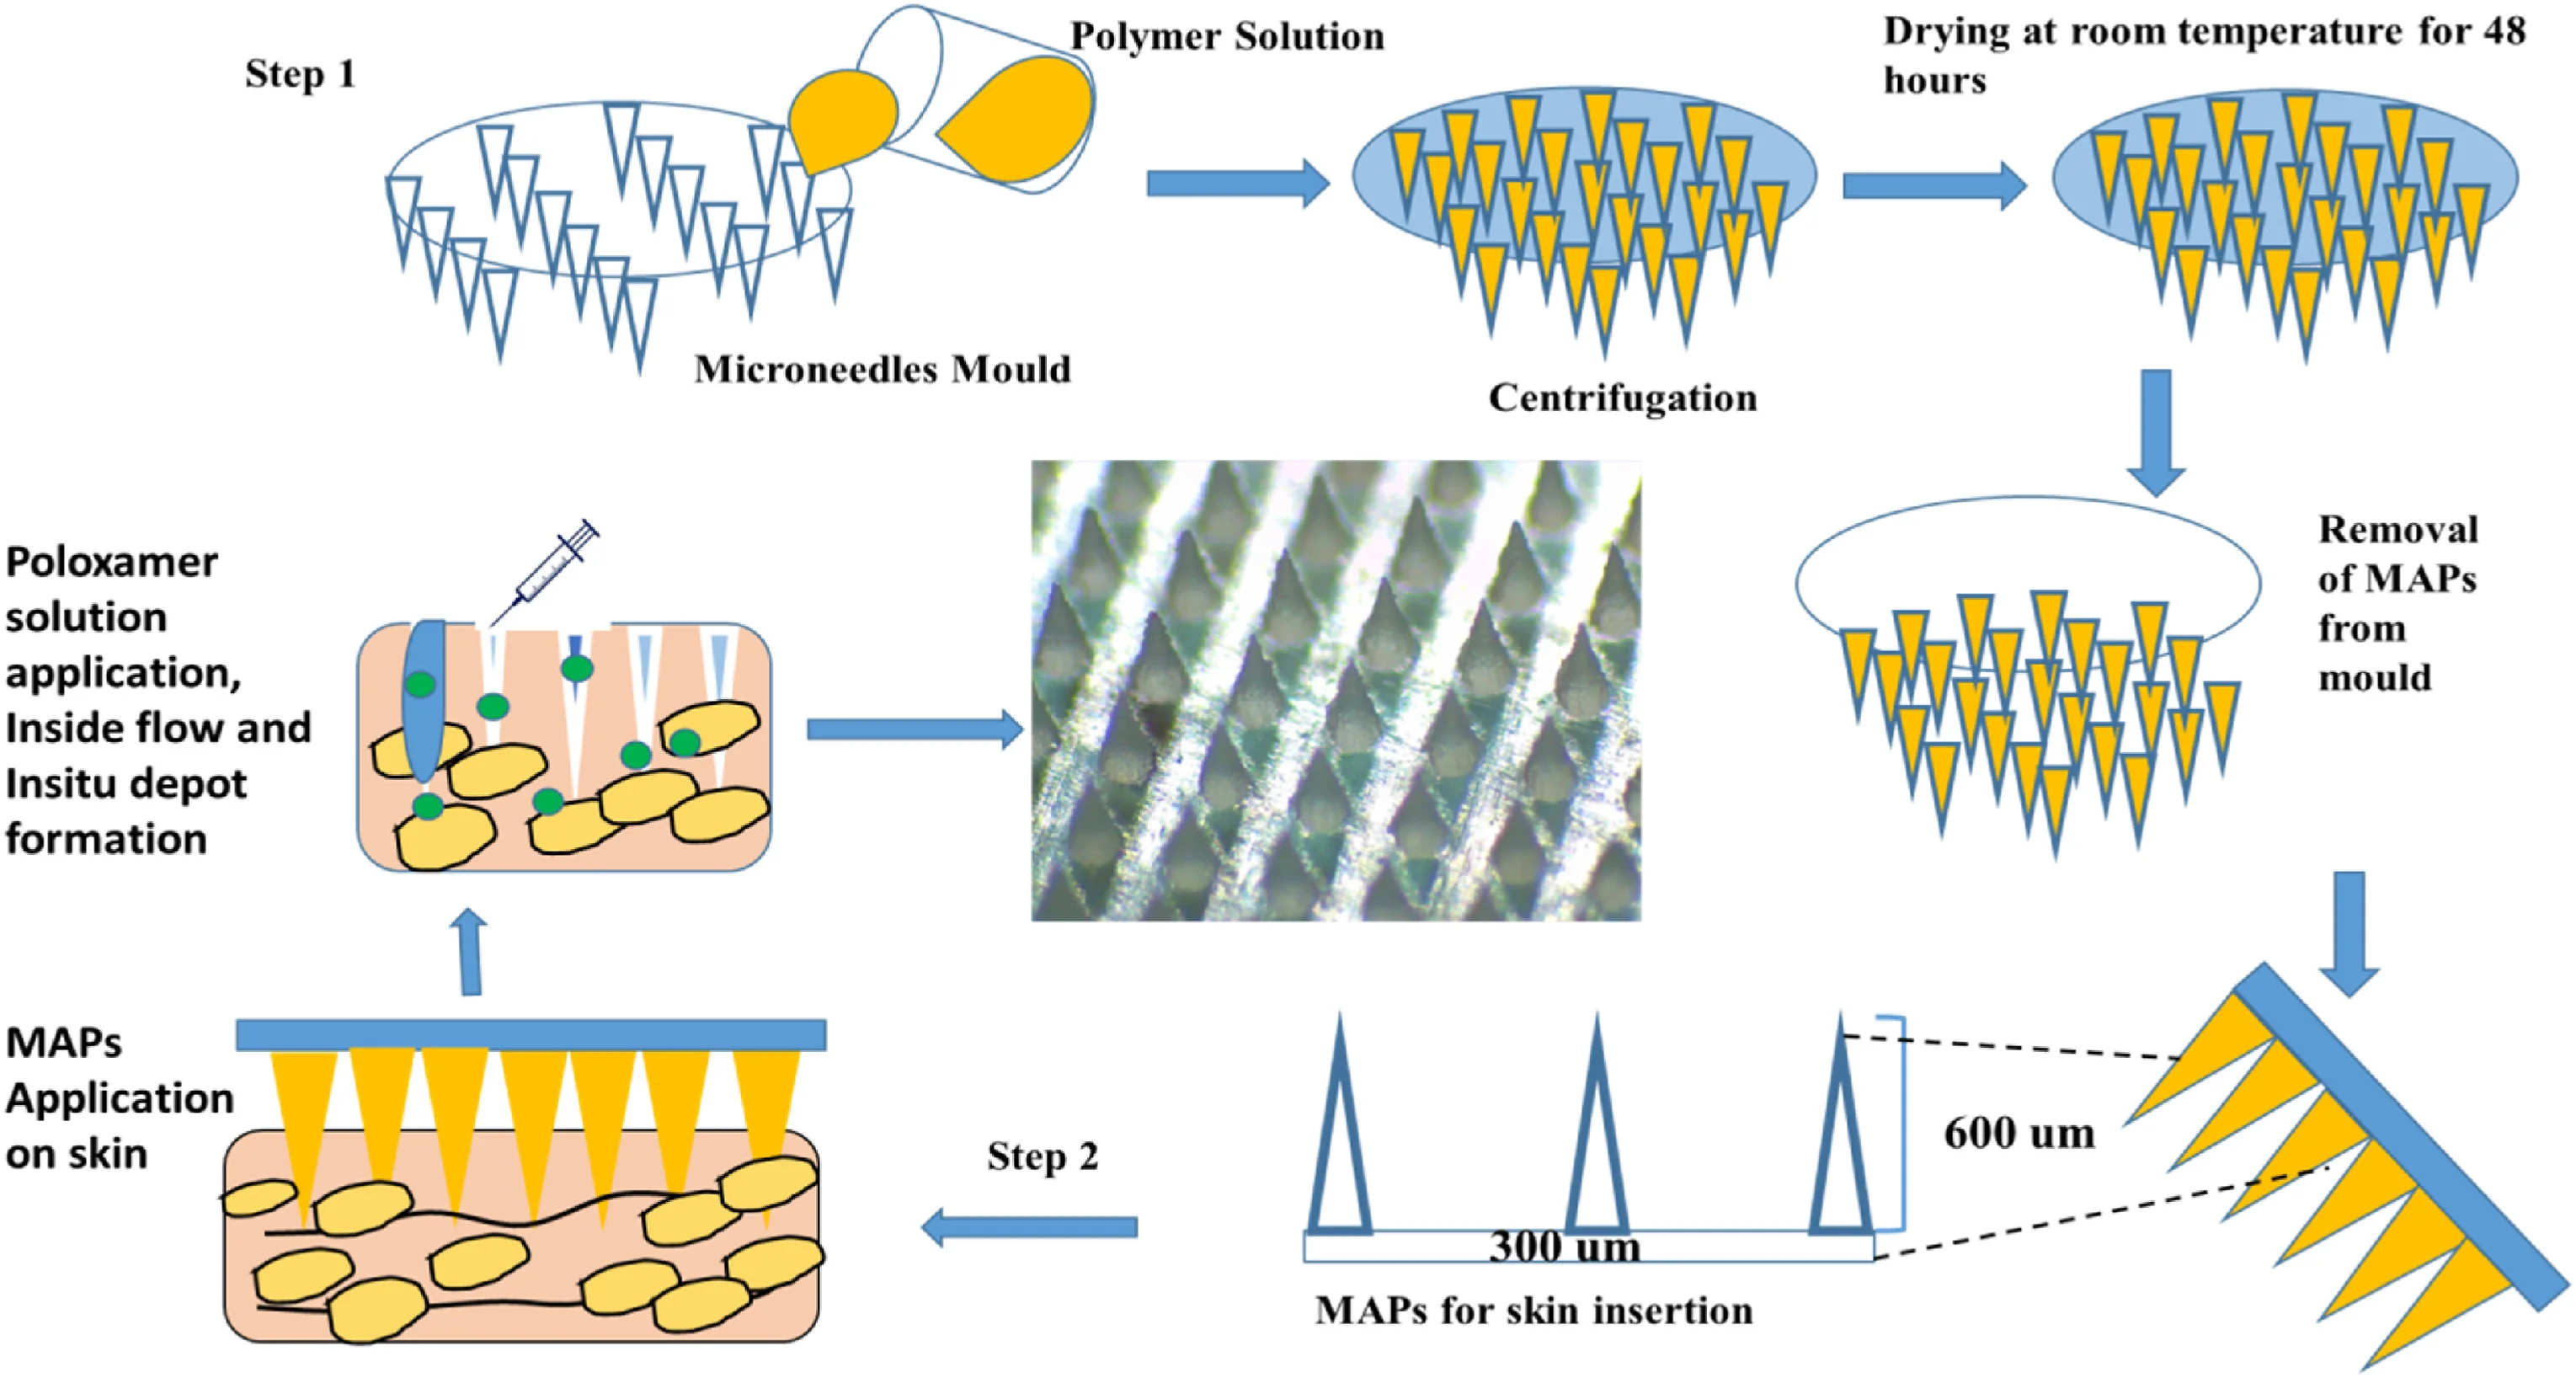 Step 1
Polymer Solution
Microneedles Mould
Centrifugation
Drying at room temperature for 48
hours
Removal
of MAPs
from
mould
600 um
300 um
MAPs for skin insertion
Step 2
MAPs
Application
on skin
Poloxamer
solution
application,
Inside flow and
Insitu depot
formation